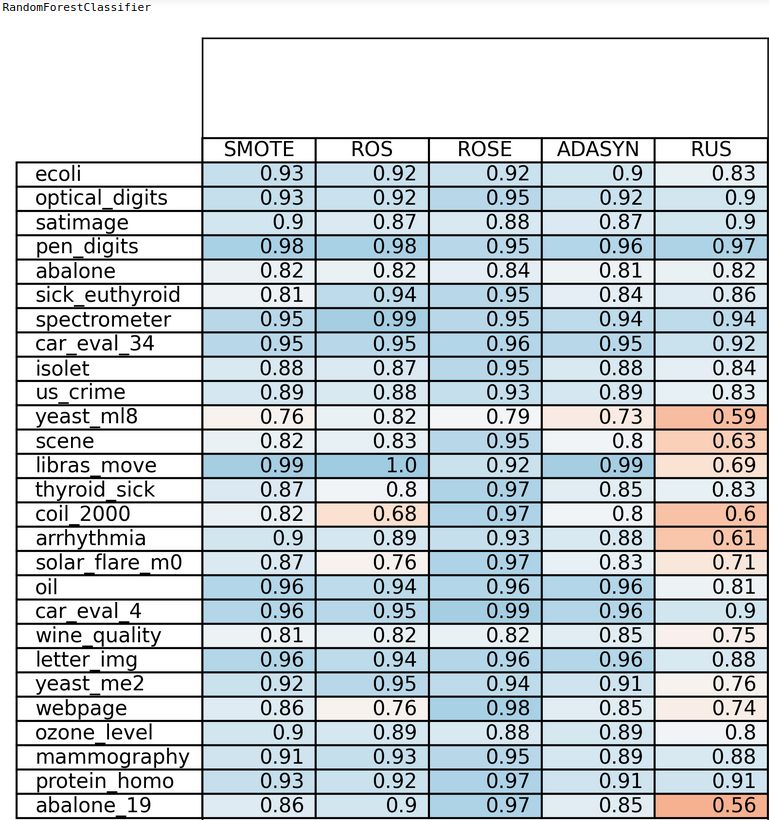 RandomForestClassifier
SMOTE ROS ROSE ADASYN RUS
ecoli 0.93 0.92 0.92 0.9 0.83
optical_digits 0.93 0.92 0.95 0.92 0.9
satimage 0.9 0.87 0.88 0.87 0.9
pen_digits 0.98 0.98 0.95 0.96 0.97
abalone 0.82 0.82 0.84 0.81 0.82
sick_euthyroid 0.81 0.94 0.95 0.84 0.86
spectrometer 0.95 0.99 0.95 0.94 0.94
car_eval_34 0.95 0.95 0.96 0.95 0.92
isolet 0.88 0.87 0.95 0.88 0.84
us_crime 0.89 0.88 0.93 0.89 0.83
yeast_ml8 0.76 0.82 0.79 0.73 0.59
scene 0.82 0.83 0.95 0.8 0.63
libras_move 0.99 1.0 0.92 0.99 0.69
thyroid_sick 0.87 0.8 0.97 0.85 0.83
coil_2000 0.82 0.68 0.97 0.8 0.6
arrhythmia 0.9 0.89 0.93 0.88 0.61
solar_flare_m0 0.87 0.76 0.97 0.83 0.71
oil 0.96 0.94 0.96 0.96 0.81
car_eval_4 0.96 0.95 0.99 0.96 0.9
wine_quality 0.81 0.82 0.82 0.85 0.75
letter_img 0.96 0.94 0.96 0.96 0.88
yeast_me2 0.92 0.95 0.94 0.91 0.76
webpage 0.86 0.76 0.98 0.85 0.74
ozone_level 0.9 0.89 0.88 0.89 0.8
mammography 0.91 0.93 0.95 0.89 0.88
protein_homo 0.93 0.92 0.97 0.91 0.91
abalone_19 0.86 0.9 0.97 0.85 0.56